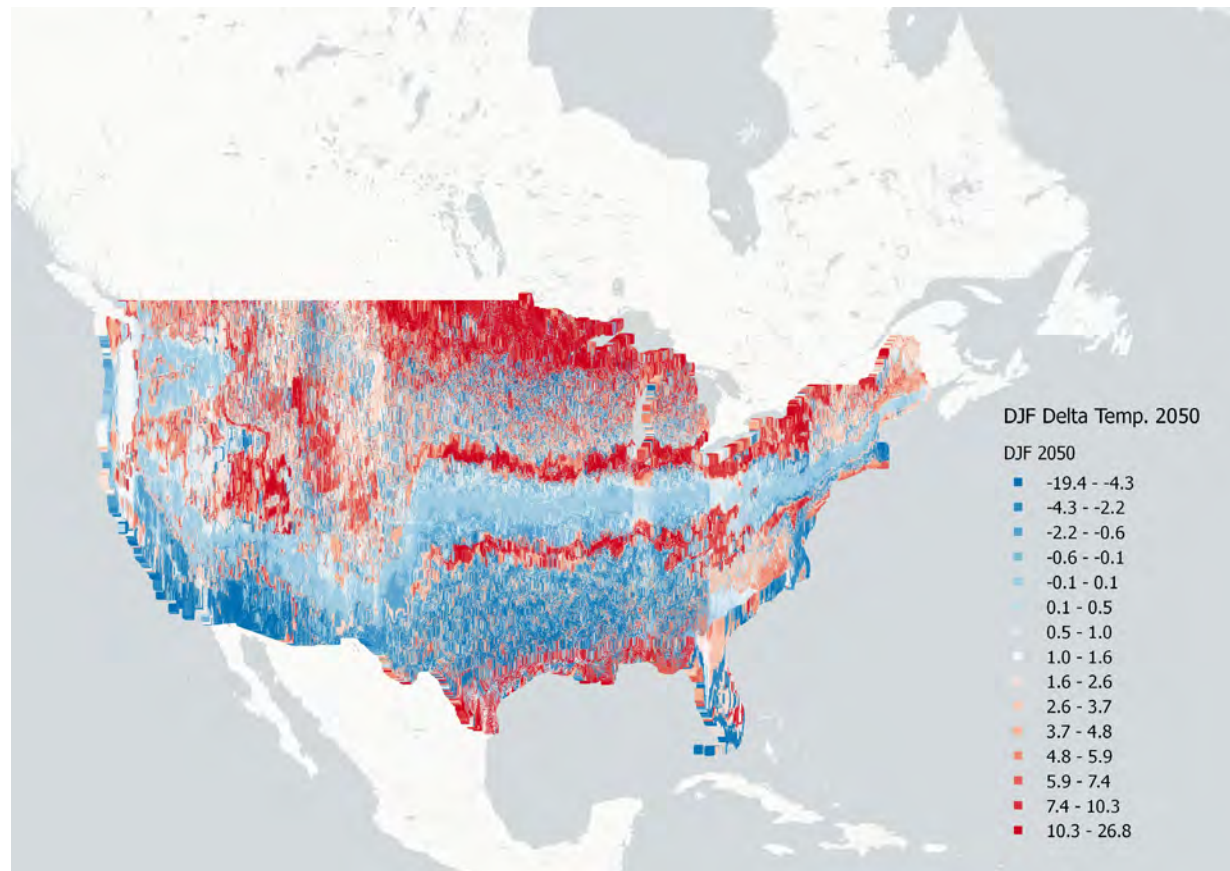 DJF Delta Temp. 2050
DJF 2050
-19.4 - -4.3
-4.3 - -2.2
-2.2 - -0.6
-0.6 - -0.1
-0.1 - 0.1
0.1 - 0.5
0.5 - 1.0
1.0 - 1.6
1.6 - 2.6
2.6 - 3.7
3.7 - 4.8
4.8 - 5.9
5.9 - 7.4
7.4 - 10.3
10.3 - 26.8